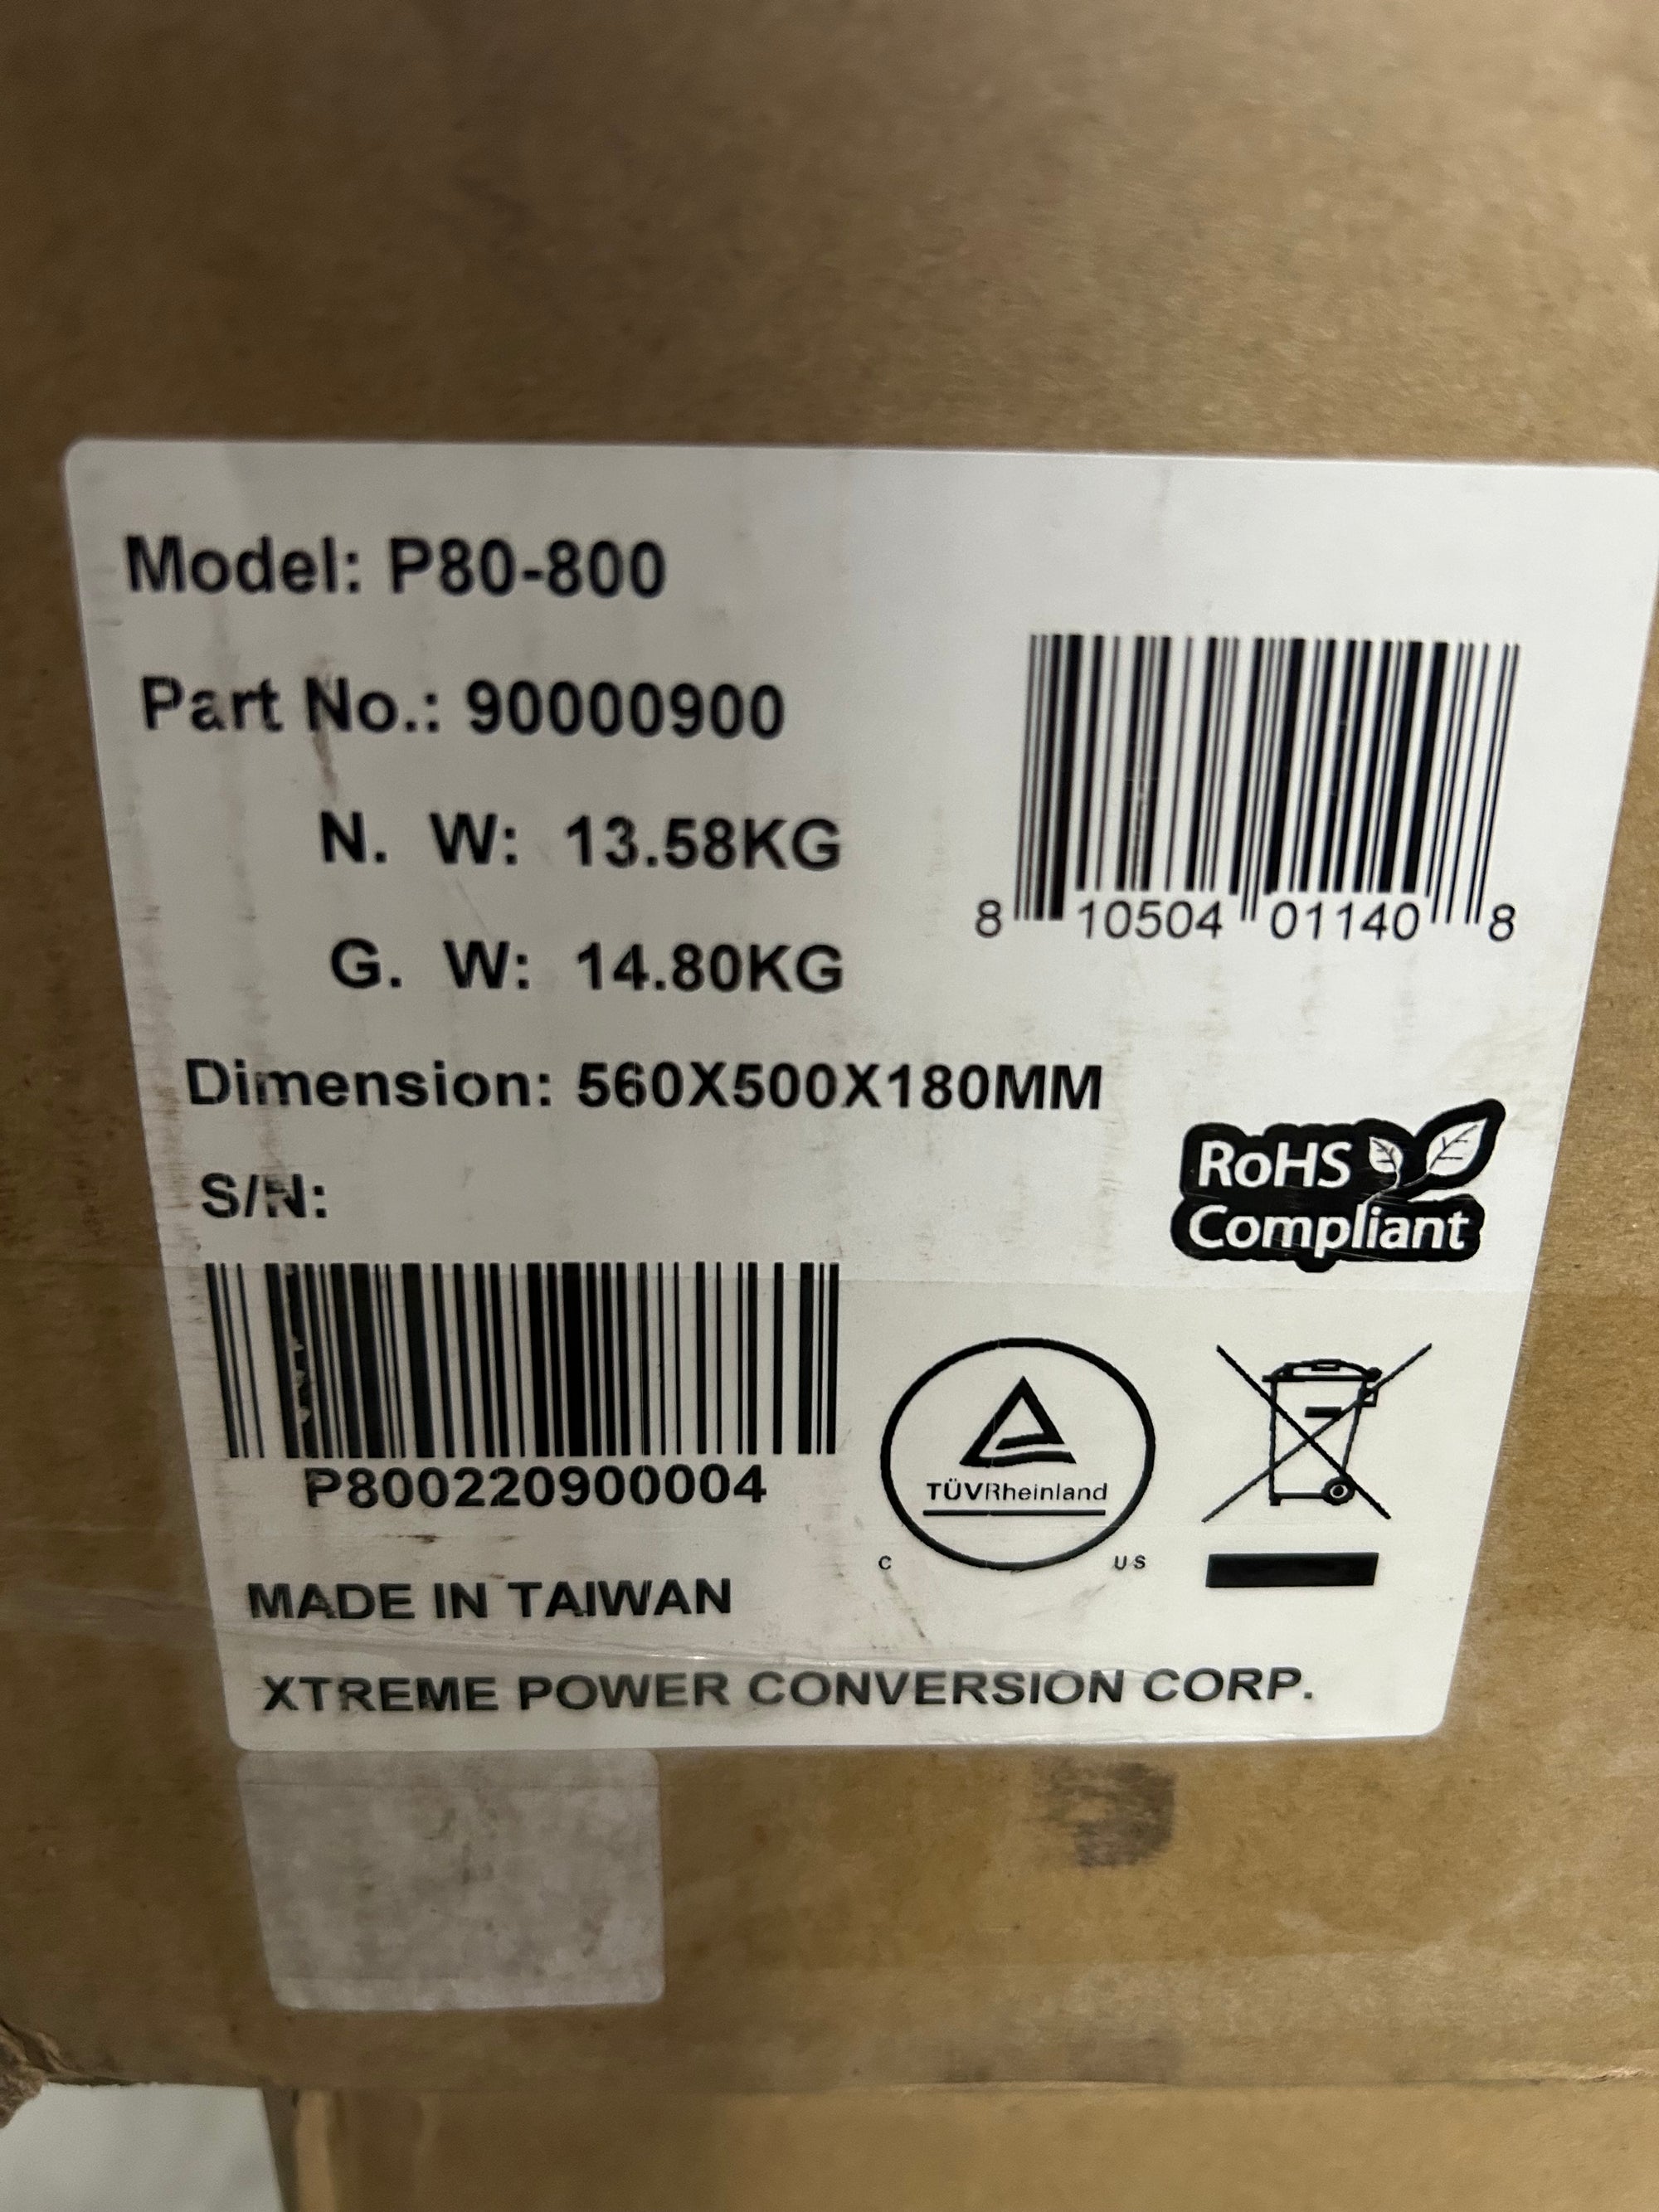 Model: P80-800
Part No.: 90000900
N. W: 13.58KG
G. W: 14.80KG
8 10504 01140 8
Dimension: 560X500X180MM
RoHS
Compliant
S/N:
P800220900004
TÜVRheinland
C US
MADE IN TAIWAN
XTREME POWER CONVERSION CORP.